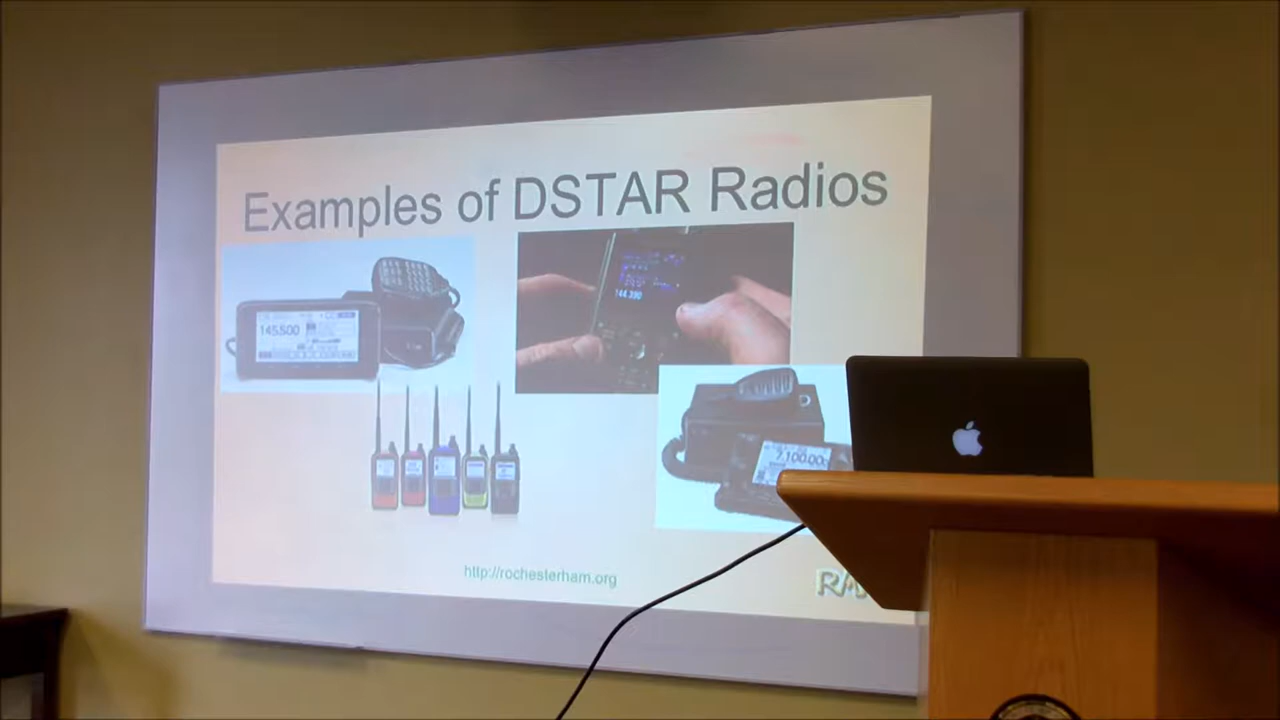 Examples of DSTAR Radios
145.500
144.390
7.100.00
http://rochesterham.org